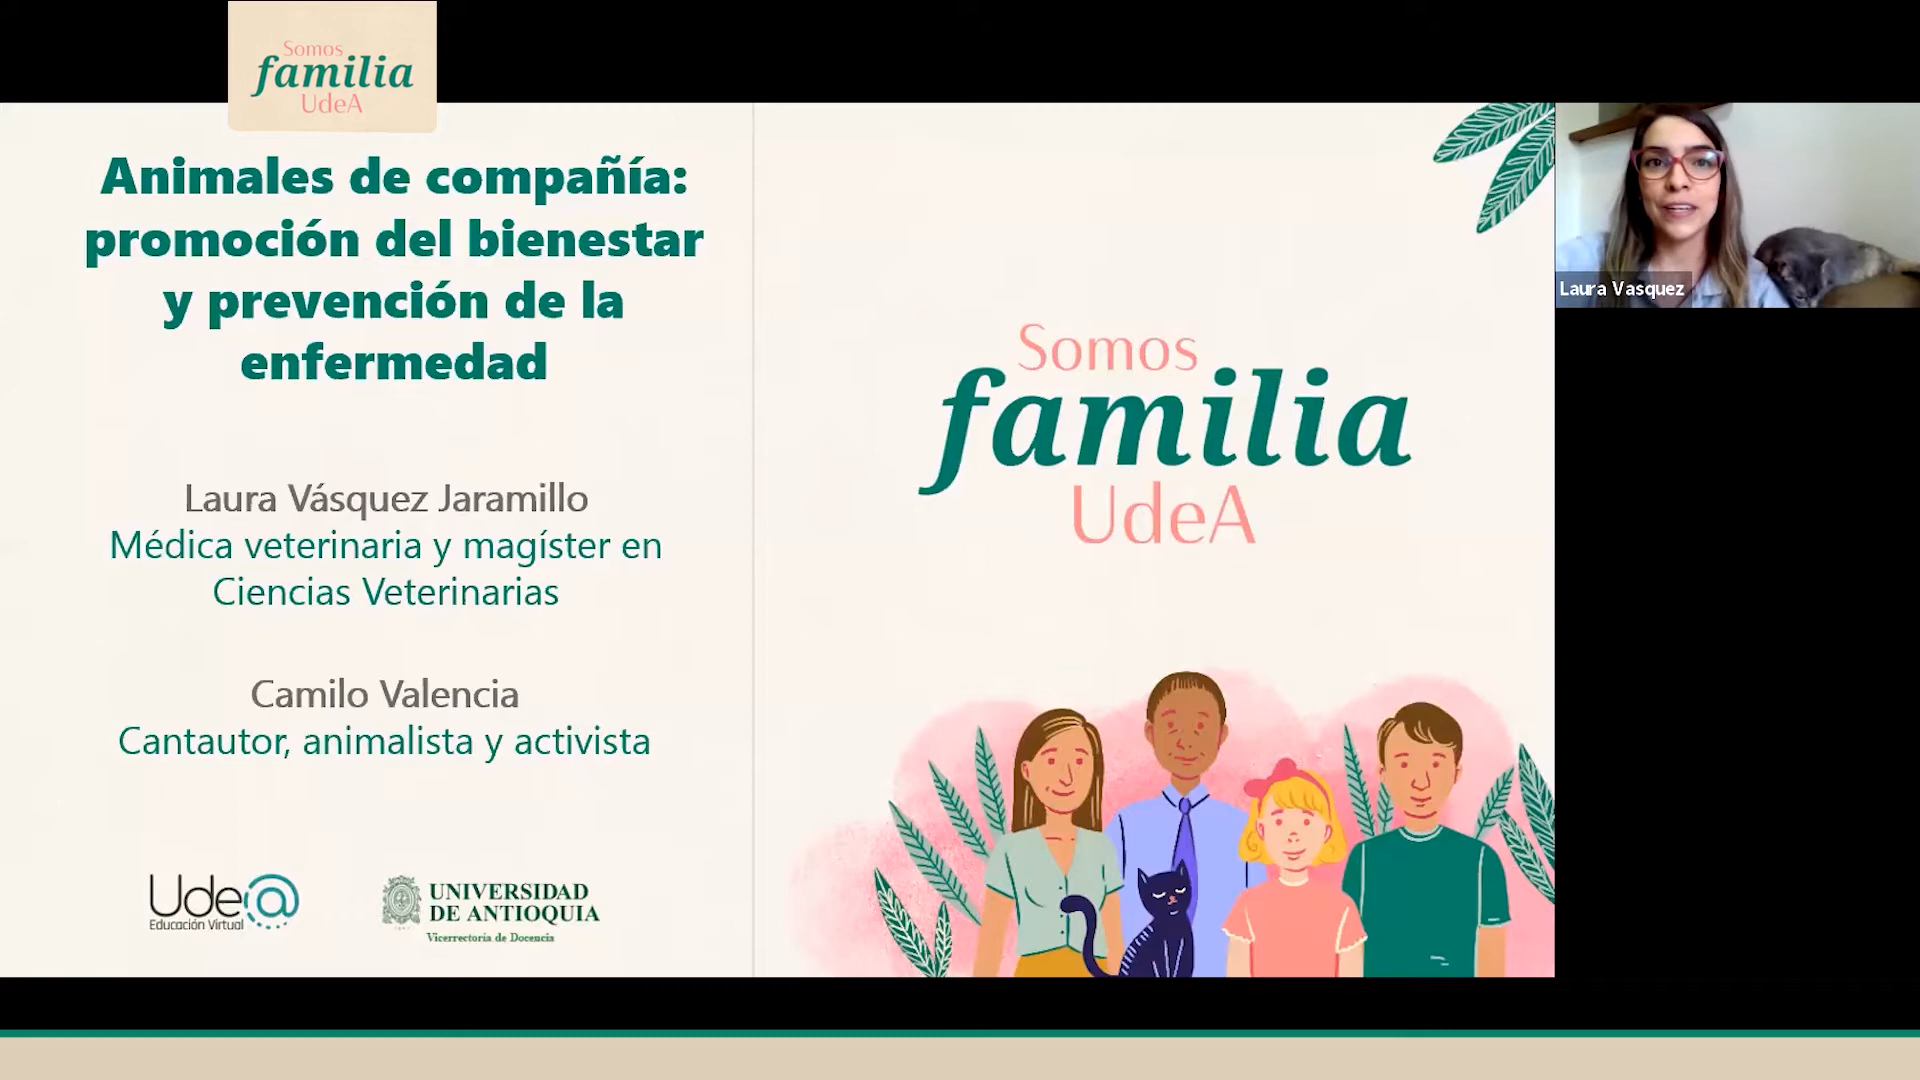 Somos
familia
UdeA
Animales de compañía:
promoción del bienestar
y prevención de la
enfermedad
Laura Vásquez Jaramillo
Médica veterinaria y magíster en
Ciencias Veterinarias
Camilo Valencia
Cantautor, animalista y activista
Ude@
Educación Virtual
UNIVERSIDAD
DE ANTIOQUIA
Vicerrectoría de Docencia
Somos
familia
UdeA
Laura Vasquez